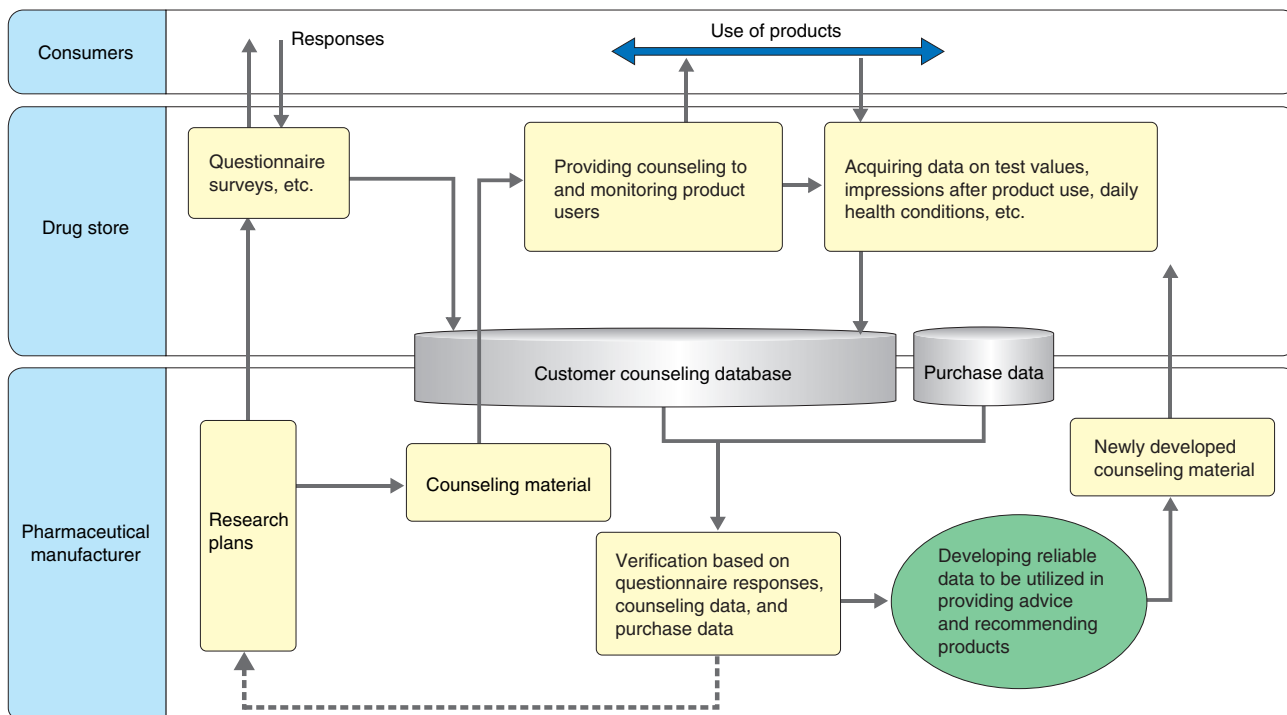 Consumers
Responses
Use of products
Drug store
Questionnaire
surveys, etc.
Providing counseling to
and monitoring product
users
Acquiring data on test values,
impressions after product use, daily
health conditions, etc.
Customer counseling database
Purchase data
Pharmaceutical
manufacturer
Research
plans
Counseling material
Newly developed
counseling material
Verification based on
questionnaire responses,
counseling data, and
purchase data
Developing reliable
data to be utilized in
providing advice
and recommending
products